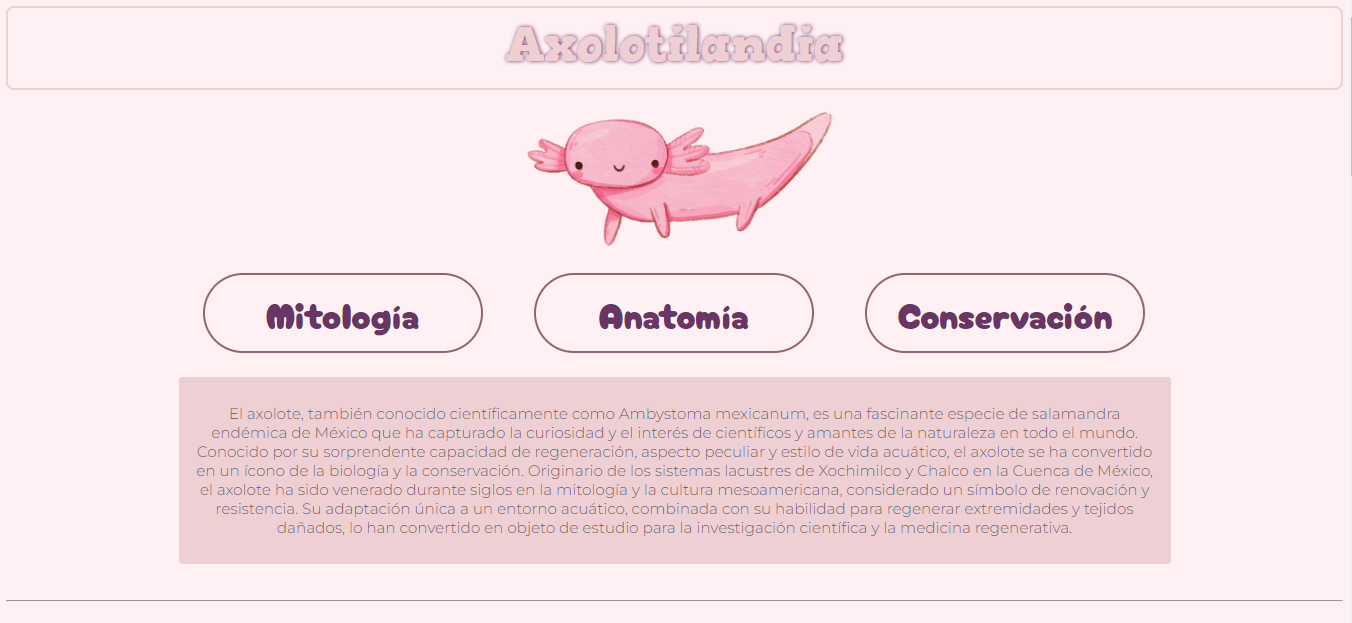 Axolotilandia
Mitología
Anatomía
Conservación
El axolote, también conocido científicamente como Ambystoma mexicanum, es una fascinante especie de salamandra
endémica de México que ha capturado la curiosidad y el interés de científicos y amantes de la naturaleza en todo el mundo.
Conocido por su sorprendente capacidad de regeneración, aspecto peculiar y estilo de vida acuático, el axolote se ha convertido
en un ícono de la biología y la conservación. Originario de los sistemas lacustres de Xochimilco y Chalco en la Cuenca de México,
el axolote ha sido venerado durante siglos en la mitología y la cultura mesoamericana, considerado un símbolo de renovación y
resistencia. Su adaptación única a un entorno acuático, combinada con su habilidad para regenerar extremidades y tejidos
dañados, lo han convertido en objeto de estudio para la investigación científica y la medicina regenerativa.